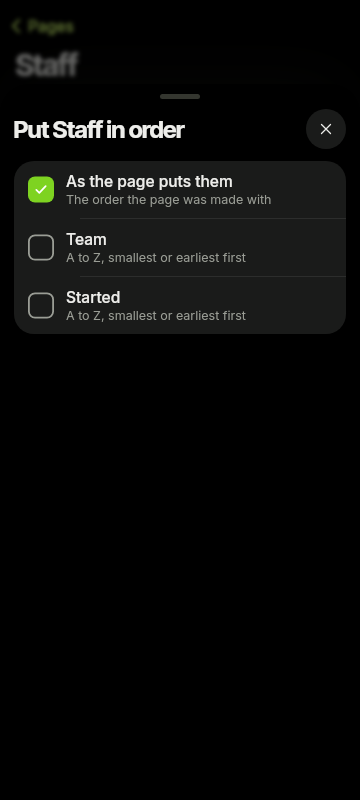 Pages
Staff
Put Staff in order
As the page puts them
The order the page was made with
Team
A to Z, smallest or earliest first
Started
A to Z, smallest or earliest first